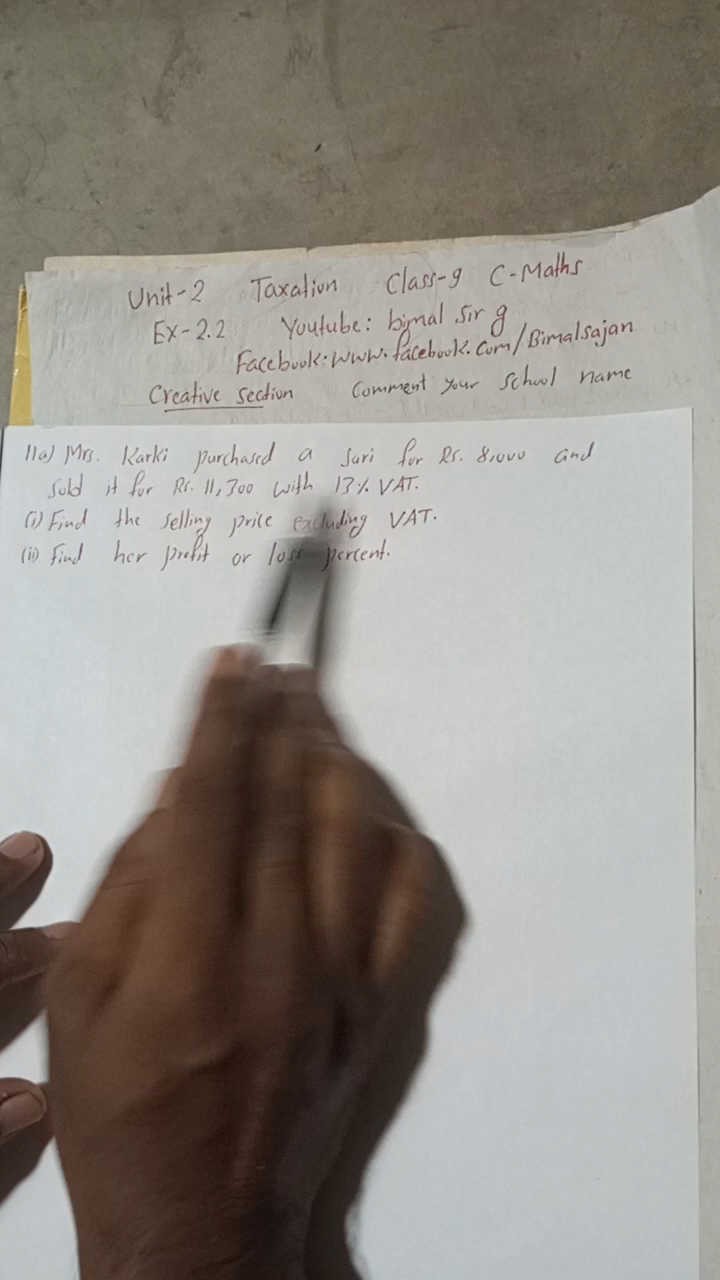 Unit-2 Taxation Class-9 C-Maths
Ex-2.2 Youtube: bimal sir g
Facebook: www.facebook.com/Bimalsajan
Creative section Comment your school name
11a) Mrs. Karki purchased a sari for Rs. 8,000 and
sold it for Rs. 11,300 with 13% VAT.
(i) Find the selling price excluding VAT.
(ii) Find her profit or loss percent.